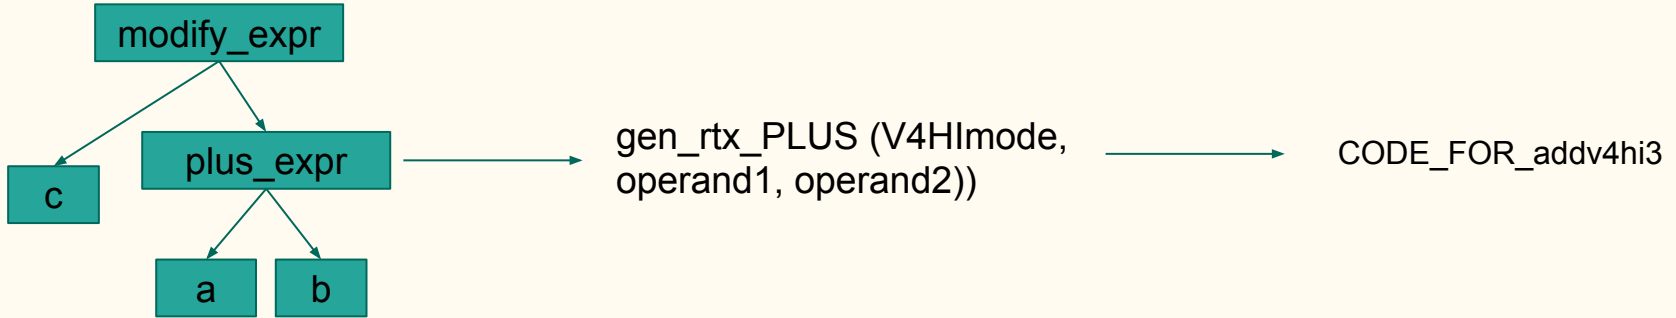 modify_expr
c
plus_expr
a
b
gen_rtx_PLUS (V4HImode,
operand1, operand2))
CODE_FOR_addv4hi3